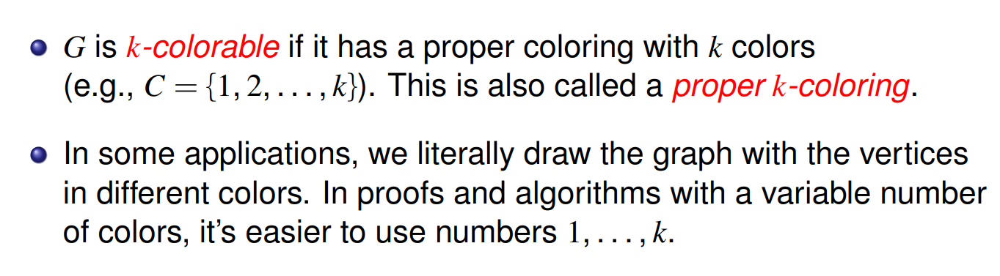 G is k-colorable if it has a proper coloring with k colors
(e.g., C = {1, 2, . . . , k}). This is also called a proper k-coloring.
In some applications, we literally draw the graph with the vertices
in different colors. In proofs and algorithms with a variable number
of colors, it’s easier to use numbers 1, . . . , k.